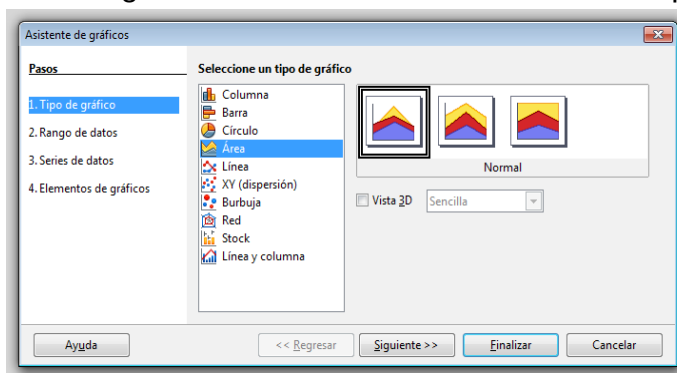 Asistente de gráficos
Pasos
1. Tipo de gráfico
2. Rango de datos
3. Series de datos
4. Elementos de gráficos
Seleccione un tipo de gráfico
Columna
Barra
Círculo
Área
Línea
XY (dispersión)
Burbuja
Red
Stock
Línea y columna
Normal
Vista 3D Sencilla
Ayuda << Regresar Siguiente >> Finalizar Cancelar